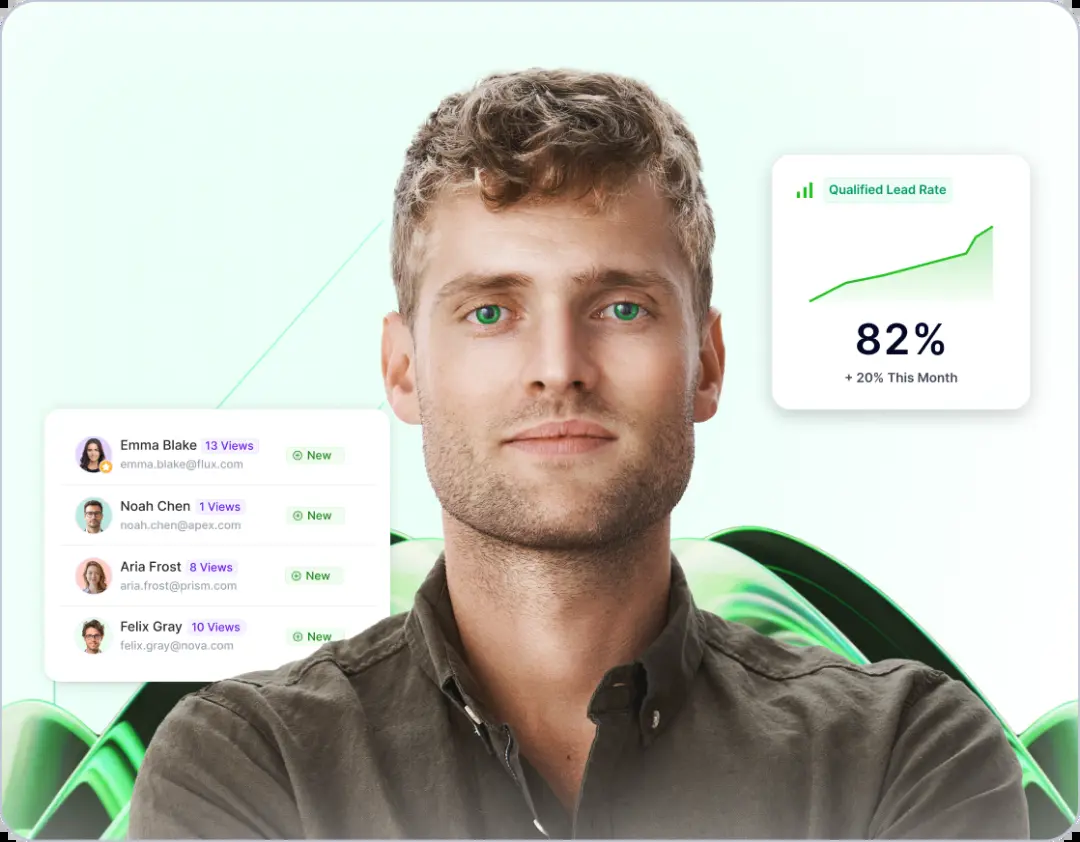 Qualified Lead Rate
82%
+ 20% This Month
Emma Blake 13 Views
emma.blake@flux.com
New
Noah Chen 1 Views
noah.chen@apex.com
New
Aria Frost 8 Views
aria.frost@prism.com
New
Felix Gray 10 Views
felix.gray@nova.com
New